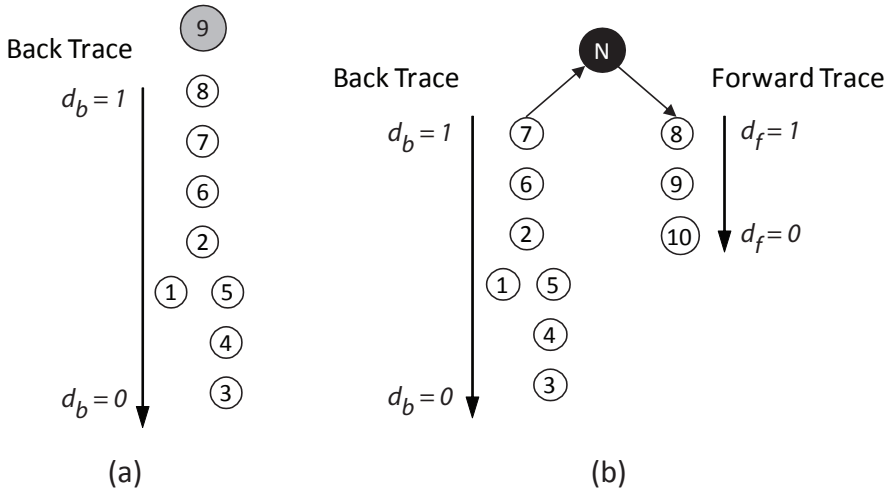 9
Back Trace
d_b = 1
8
7
6
2
1 5
4
d_b = 0
3
(a)
N
Back Trace
Forward Trace
d_b = 1
7
8
d_f = 1
6
9
2
10
d_f = 0
1 5
4
d_b = 0
3
(b)